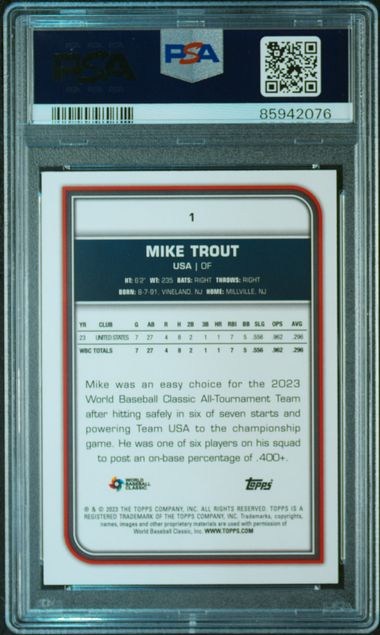 PSA
PSA
85942076
1
MIKE TROUT
USA | OF
HT: 6'2" WT: 235 BATS: RIGHT THROWS: RIGHT
BORN: 8-7-91, VINELAND, NJ HOME: MILLVILLE, NJ
YR CLUB G AB R H 2B 3B HR RBI BB SLG OPS AVG
23 UNITED STATES 7 27 4 8 2 1 1 7 5 .556 .962 .296
WBC TOTALS 7 27 4 8 2 1 1 7 5 .556 .962 .296
Mike was an easy choice for the 2023
World Baseball Classic All-Tournament Team
after hitting safely in six of seven starts and
powering Team USA to the championship
game. He was one of six players on his squad
to post an on-base percentage of .400+.
WORLD
BASEBALL
CLASSIC
Topps
® & © 2023 THE TOPPS COMPANY, INC. ALL RIGHTS RESERVED. TOPPS IS A
REGISTERED TRADEMARK OF THE TOPPS COMPANY, INC. Trademarks, copyrights,
names, images and other proprietary materials are used with permission of
World Baseball Classic, Inc. WWW.TOPPS.COM